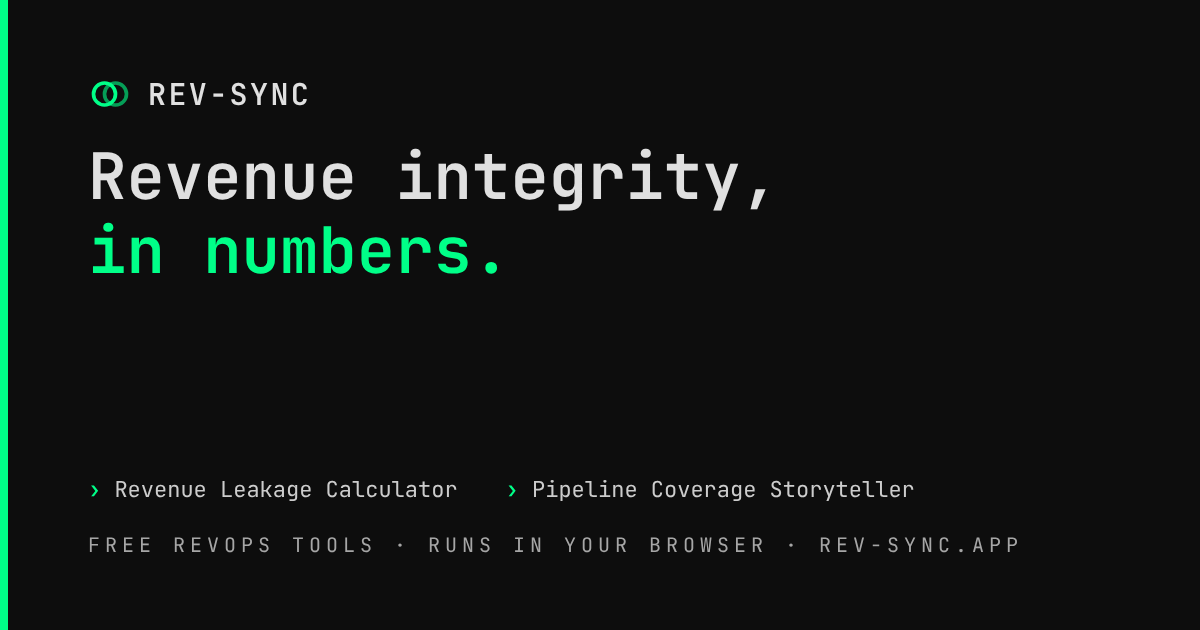 REV-SYNC
Revenue integrity,
in numbers.
› Revenue Leakage Calculator › Pipeline Coverage Storyteller
FREE REVOPS TOOLS · RUNS IN YOUR BROWSER · REV-SYNC.APP